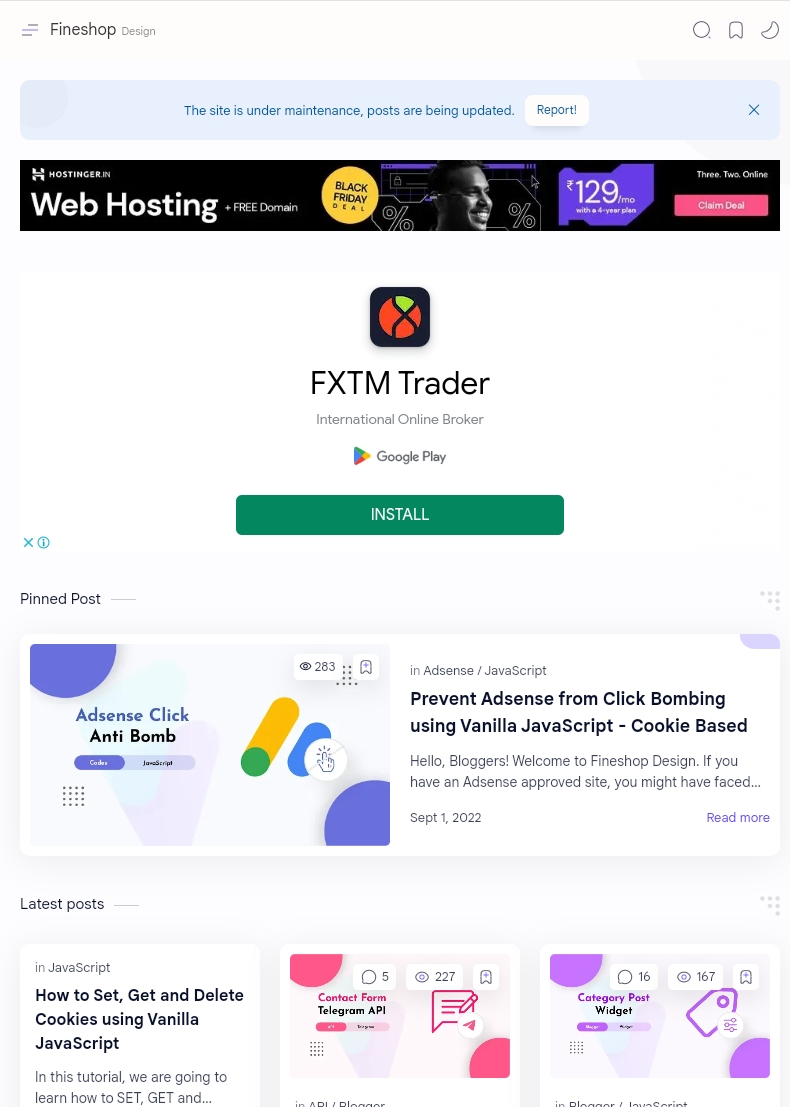 Fineshop Design
The site is under maintenance, posts are being updated. Report!
HOSTINGER.IN
Web Hosting + FREE Domain
BLACK
FRIDAY
DEAL
%
%
₹129/mo
with a 4-year plan
Three. Two. Online
Claim Deal
FXTM Trader
International Online Broker
Google Play
INSTALL
Pinned Post
283
Adsense Click
Anti Bomb
Codes JavaScript
in Adsense / JavaScript
Prevent Adsense from Click Bombing
using Vanilla JavaScript - Cookie Based
Hello, Bloggers! Welcome to Fineshop Design. If you
have an Adsense approved site, you might have faced...
Sept 1, 2022 Read more
Latest posts
in JavaScript
How to Set, Get and Delete
Cookies using Vanilla
JavaScript
In this tutorial, we are going to
learn how to SET, GET and...
5 227
Contact Form
Telegram API
API Telegram
in API / Blogger
16 167
Category Post
Widget
Blogger Widget
in Blogger / JavaScript